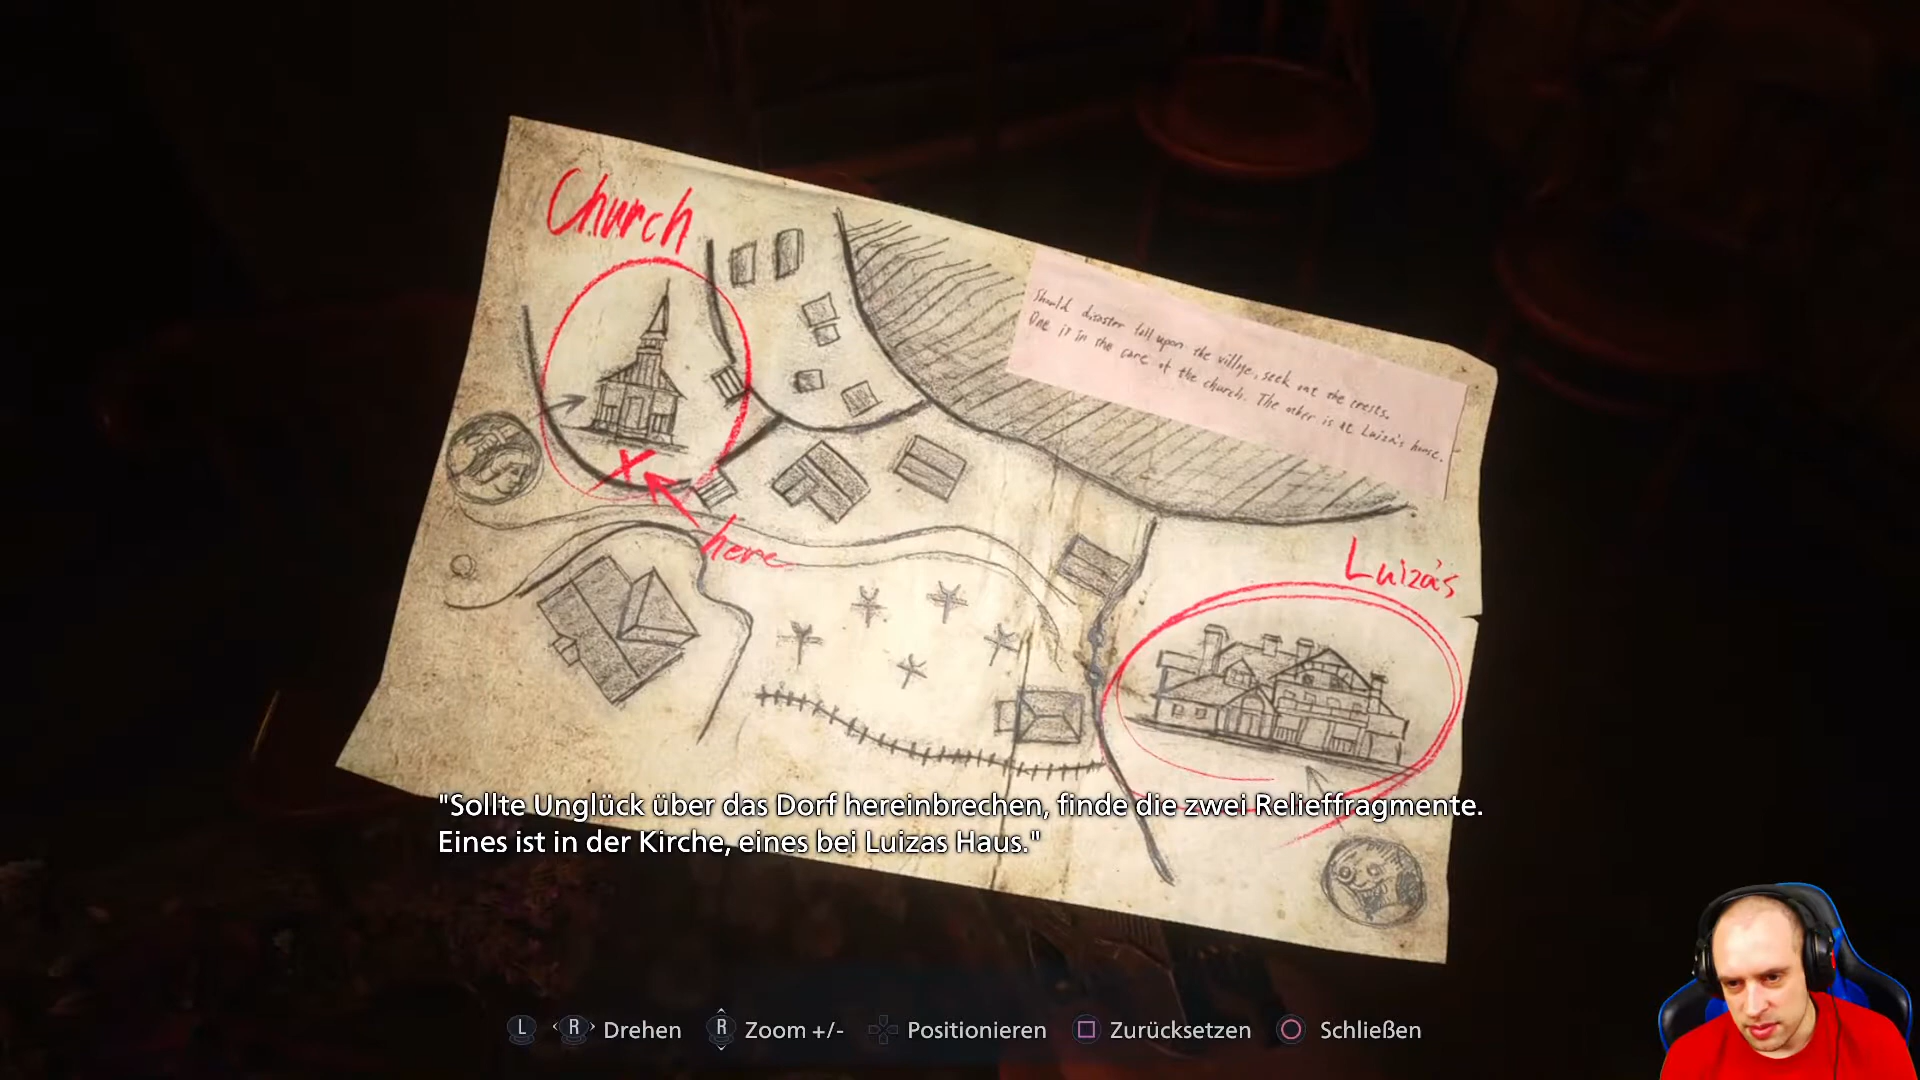 Church
Should disaster fall upon the village, seek out the crests.
One is in the care of the church. The other is at Luiza's house.
here
Luiza's
"Sollte Unglück über das Dorf hereinbrechen, finde die zwei Relieffragmente.
Eines ist in der Kirche, eines bei Luizas Haus."
L R Drehen R Zoom +/- Positionieren Zurücksetzen Schließen